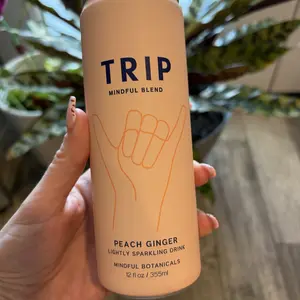 TRIP
MINDFUL BLEND
PEACH GINGER
LIGHTLY SPARKLING DRINK
MINDFUL BOTANICALS
12 fl oz / 355ml